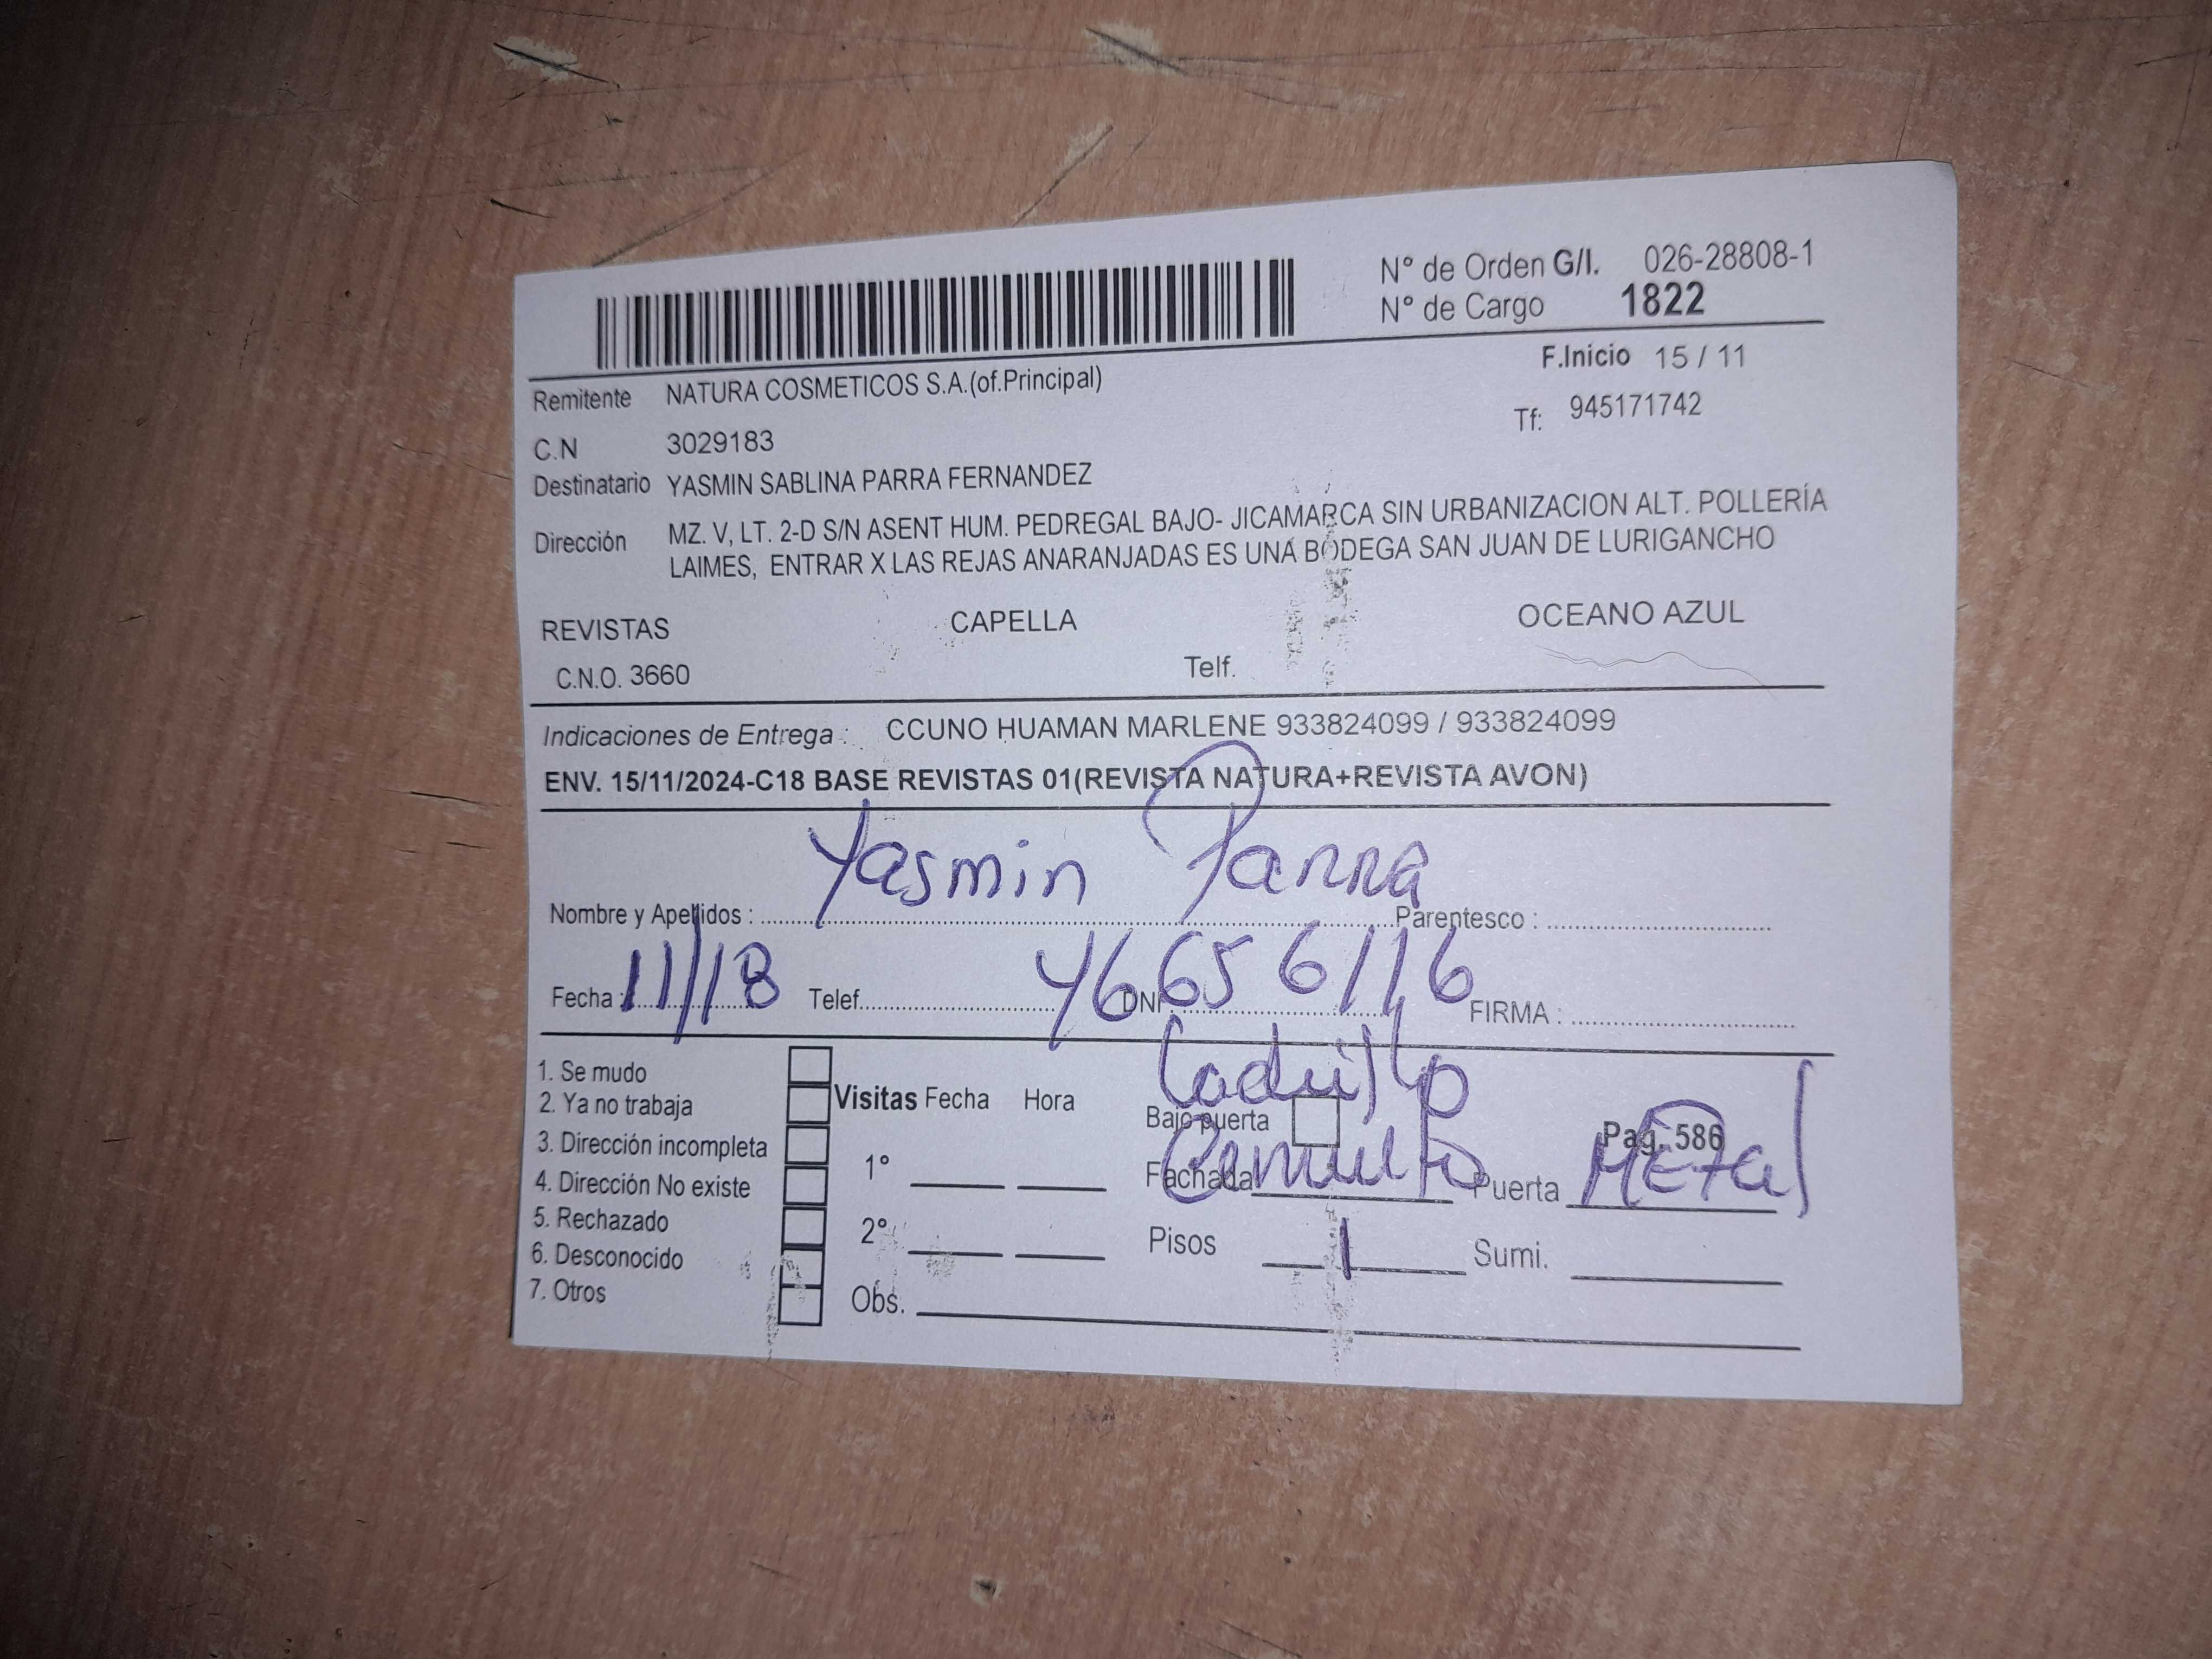 N° de Orden G/I. 026-28808-1
N° de Cargo 1822
F.Inicio 15 / 11
Remitente NATURA COSMETICOS S.A.(of.Principal)
Tf: 945171742
C.N 3029183
Destinatario YASMIN SABLINA PARRA FERNANDEZ
Dirección MZ. V, LT. 2-D S/N ASENT HUM. PEDREGAL BAJO- JICAMARCA SIN URBANIZACION ALT. POLLERÍA
LAIMES, ENTRAR X LAS REJAS ANARANJADAS ES UNA BODEGA SAN JUAN DE LURIGANCHO
REVISTAS CAPELLA OCEANO AZUL
C.N.O. 3660 Telf.
Indicaciones de Entrega : CCUNO HUAMAN MARLENE 933824099 / 933824099
ENV. 15/11/2024-C18 BASE REVISTAS 01(REVISTA NATURA+REVISTA AVON)
Nombre y Apellidos : Yasmin Parra Parentesco :
Fecha : 11/18 Telef. DNI 46656116 FIRMA :
1. Se mudo
2. Ya no trabaja
3. Dirección incompleta
4. Dirección No existe
5. Rechazado
6. Desconocido
7. Otros
Visitas Fecha Hora
1°
2°
Obs.
Ladrillo
Bajo puerta Pag. 586
Fachada Cemento Puerta METal
Pisos 1 Sumi.